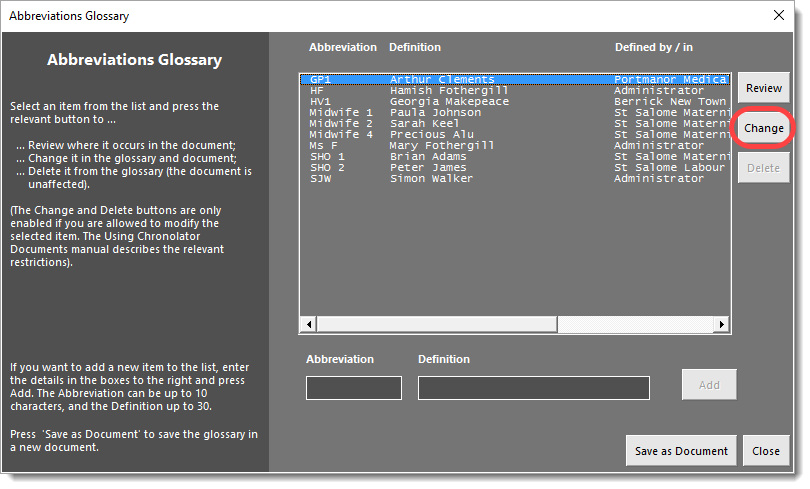 Abbreviations Glossary
Abbreviations Glossary
Select an item from the list and press the
relevant button to ...
... Review where it occurs in the document;
... Change it in the glossary and document;
... Delete it from the glossary (the document is
unaffected).
(The Change and Delete buttons are only
enabled if you are allowed to modify the
selected item. The Using Chronolator
Documents manual describes the relevant
restrictions).
If you want to add a new item to the list, enter
the details in the boxes to the right and press
Add. The Abbreviation can be up to 10
characters, and the Definition up to 30.
Press 'Save as Document' to save the glossary in
a new document.
Abbreviation Definition Defined by / in
GP1 Arthur Clements Portmanor Medica
HF Hamish Fothergill Administrator
HV1 Georgia Makepeace Berrick New Town
Midwife 1 Paula Johnson St Salome Materni
Midwife 2 Sarah Keel St Salome Materni
Midwife 4 Precious Alu St Salome Materni
Ms F Mary Fothergill Administrator
SHO 1 Brian Adams St Salome Materni
SHO 2 Peter James St Salome Labour
SJW Simon Walker Administrator
Review
Change
Delete
Abbreviation Definition
Add
Save as Document Close